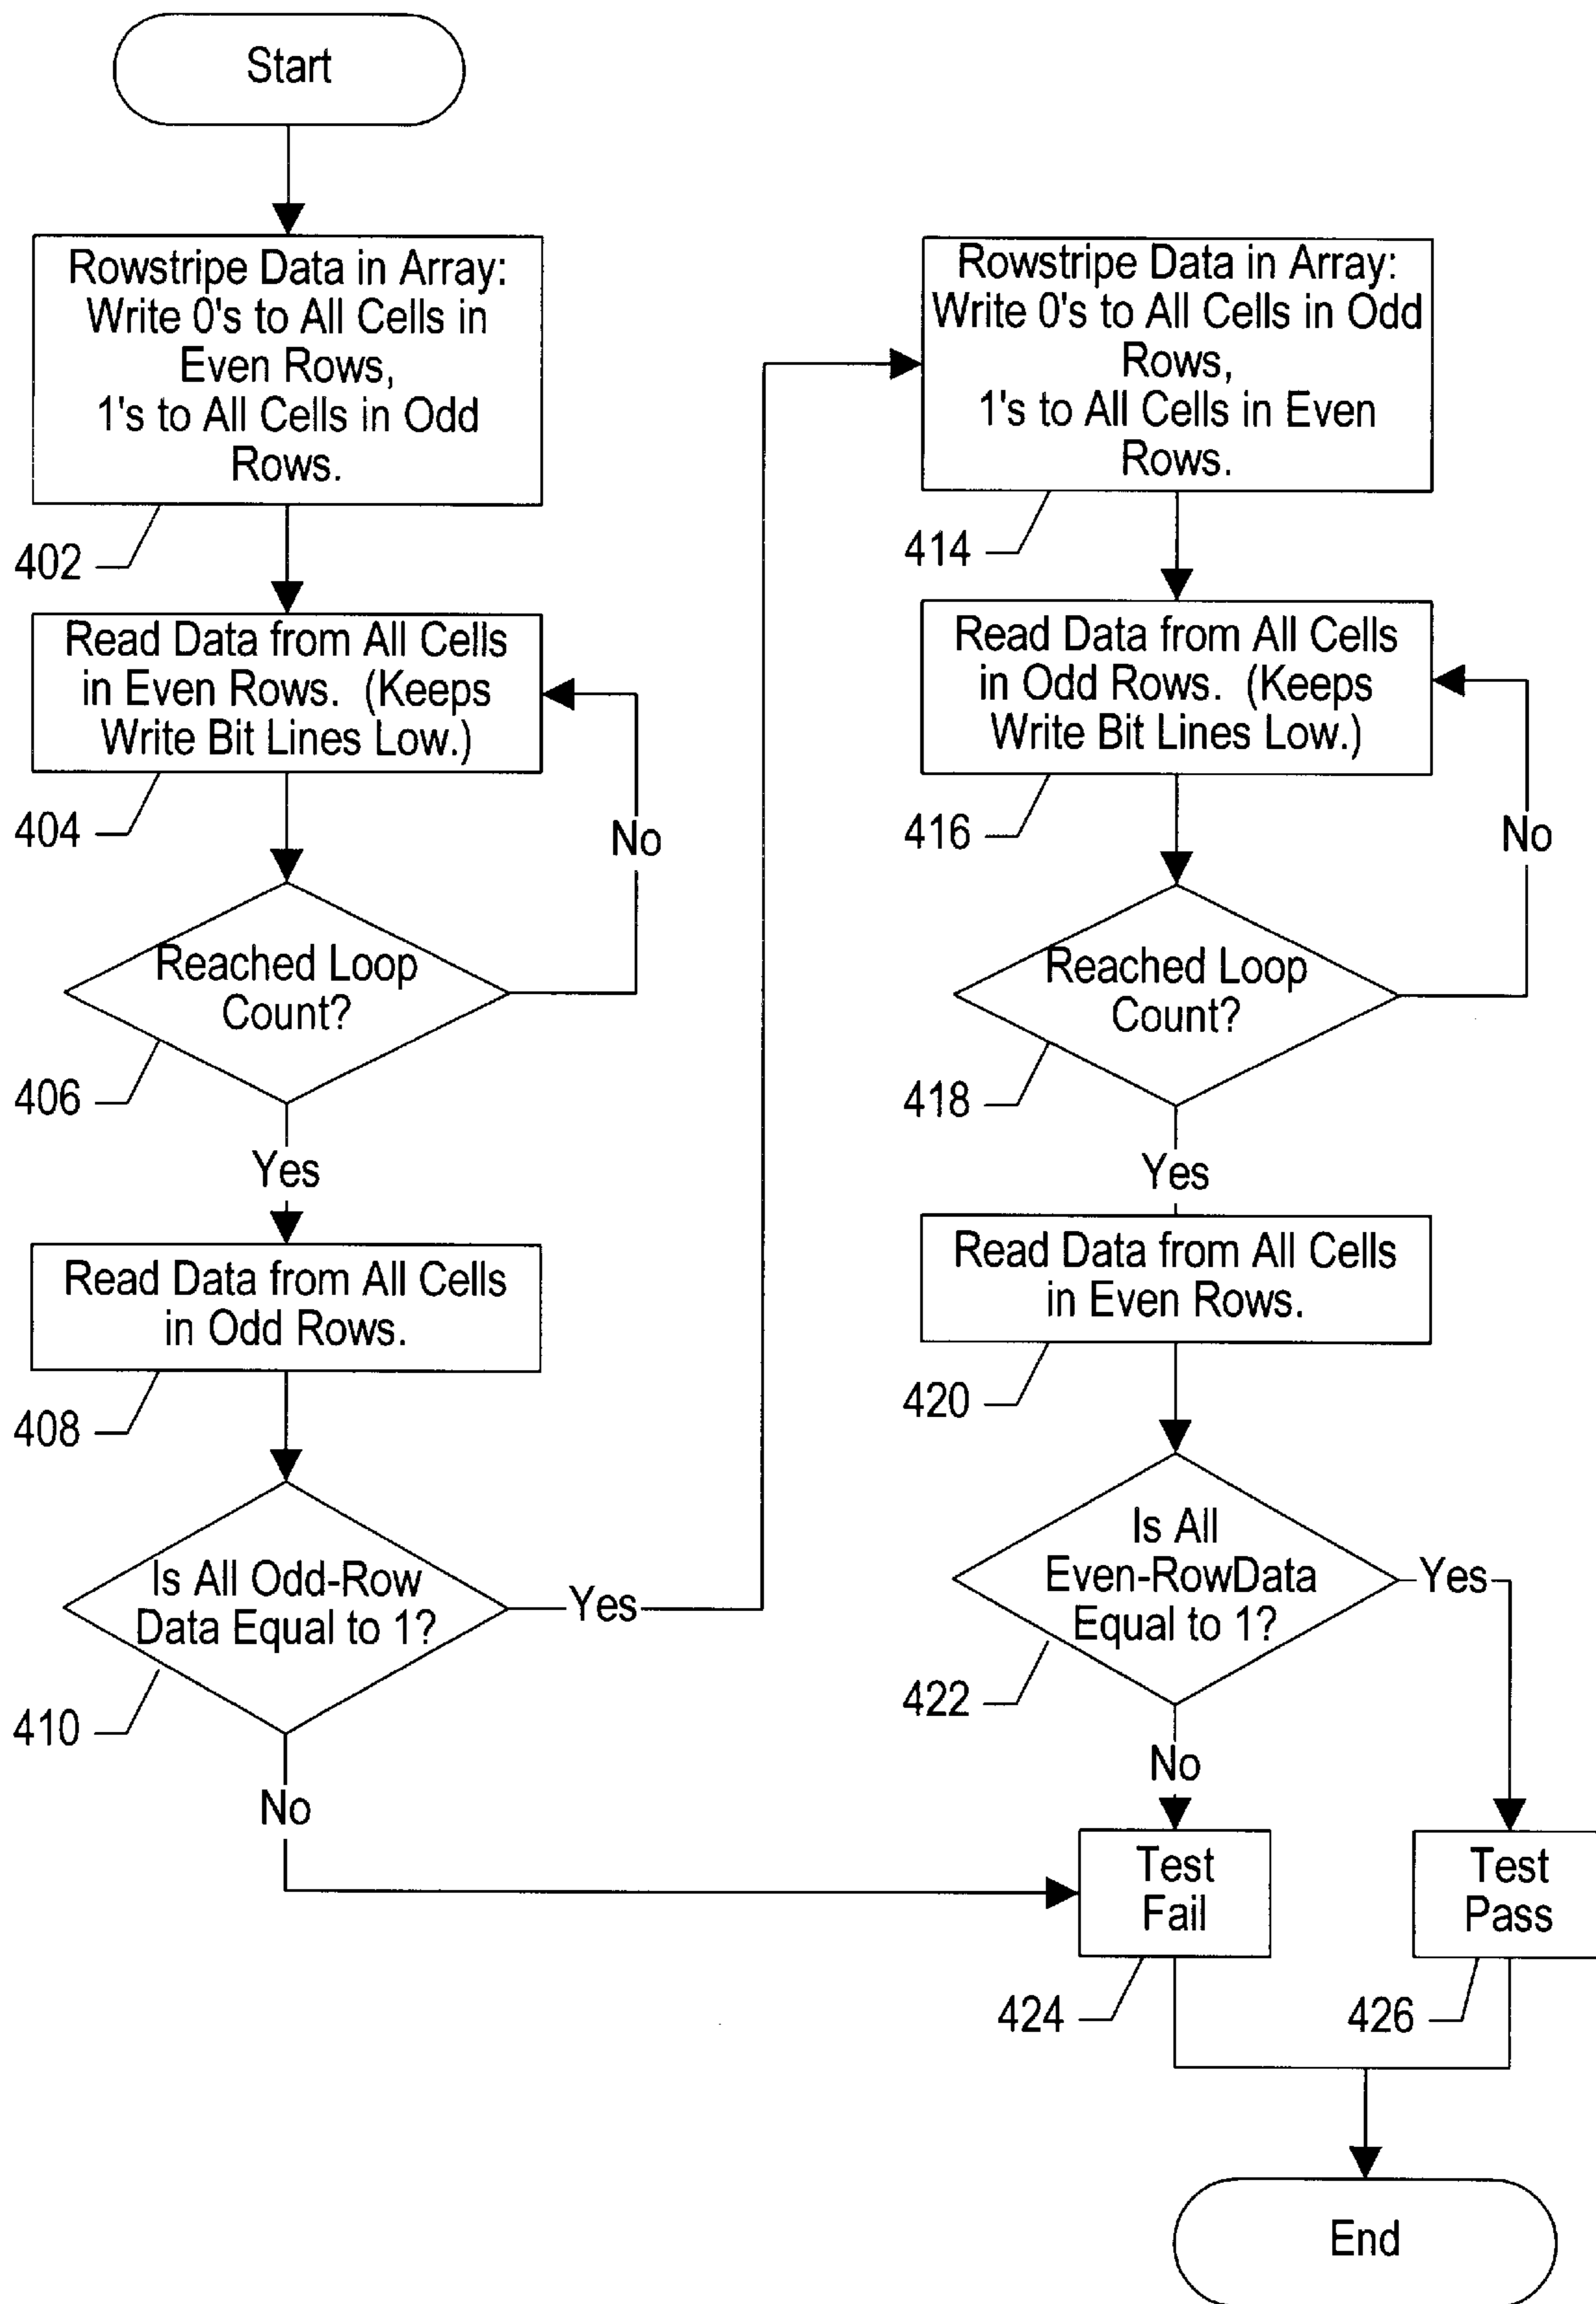 Start
Rowstripe Data in Array:
Write 0's to All Cells in
Even Rows,
1's to All Cells in Odd
Rows.
402
Read Data from All Cells
in Even Rows. (Keeps
Write Bit Lines Low.)
404
No
Reached Loop
Count?
406
Yes
Read Data from All Cells
in Odd Rows.
408
Is All Odd-Row
Data Equal to 1?
Yes
410
No
Rowstripe Data in Array:
Write 0's to All Cells in Odd
Rows,
1's to All Cells in Even
Rows.
414
Read Data from All Cells
in Odd Rows. (Keeps
Write Bit Lines Low.)
416
No
Reached Loop
Count?
418
Yes
Read Data from All Cells
in Even Rows.
420
Is All
Even-RowData
Equal to 1?
Yes
422
No
Test
Fail
424
Test
Pass
426
End